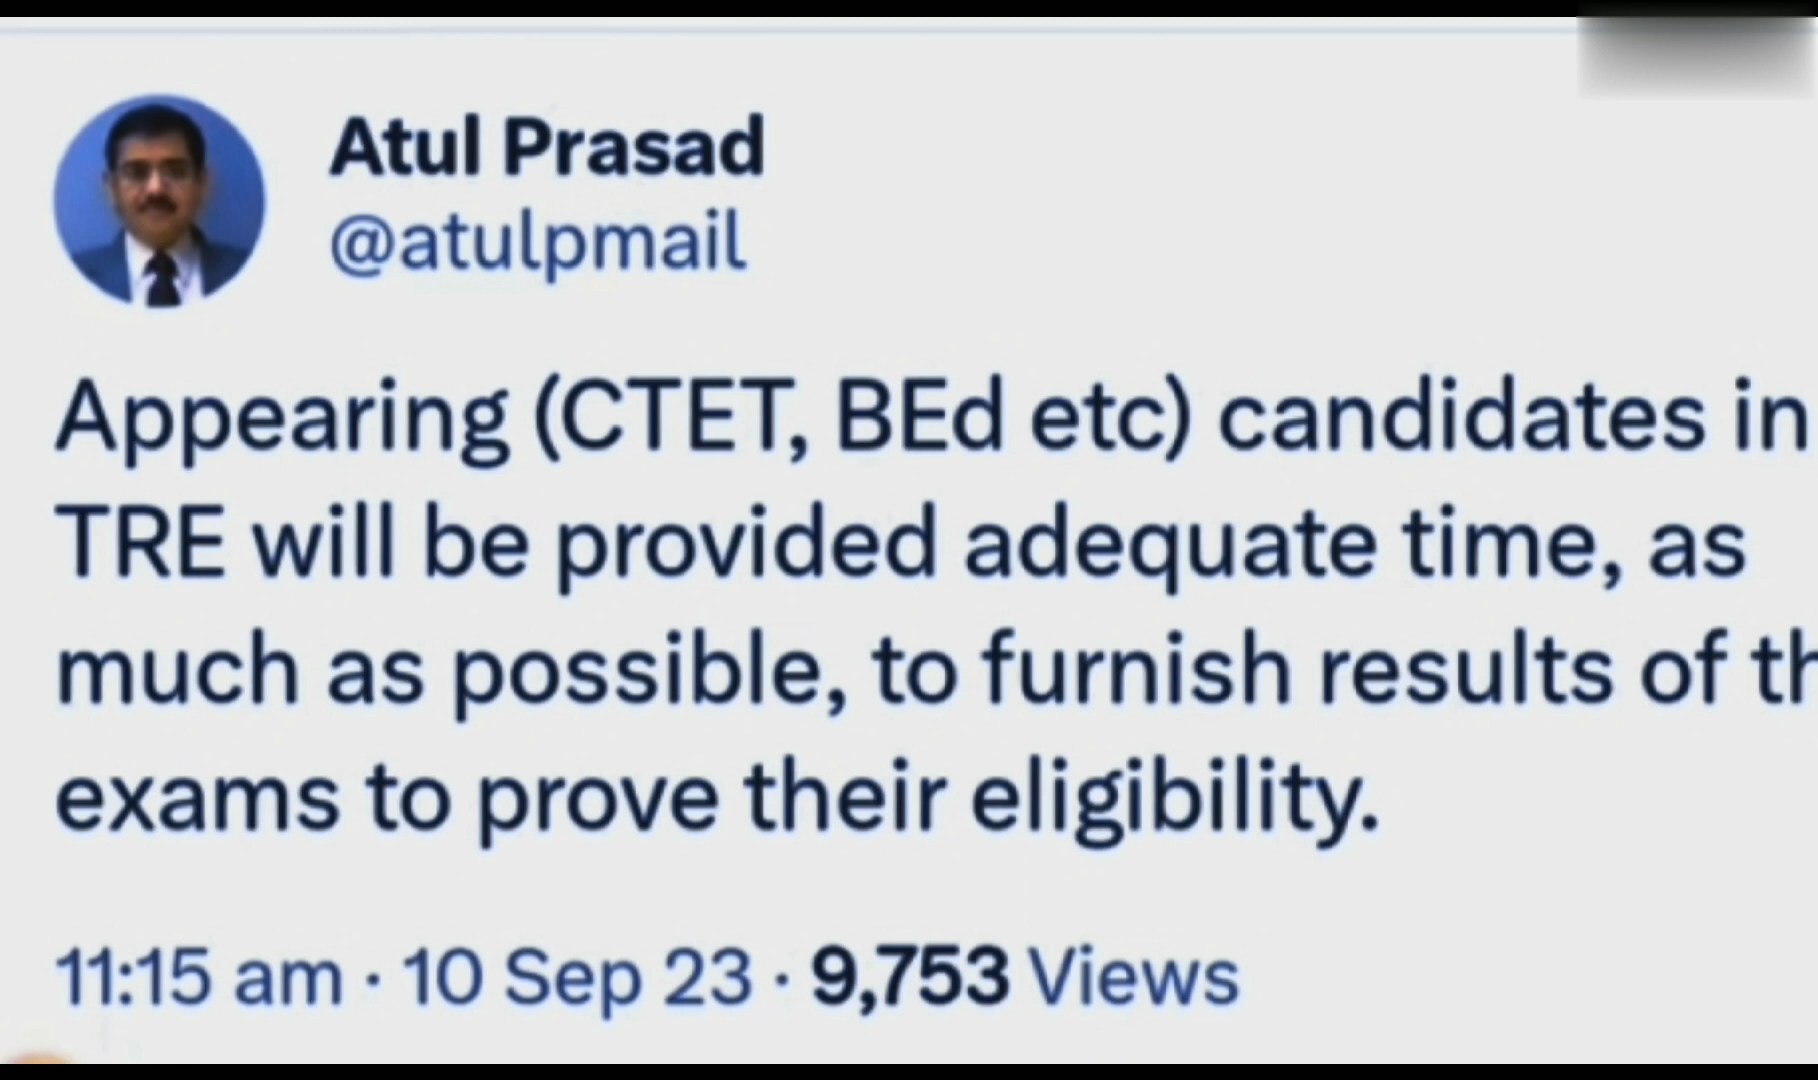 Atul Prasad
@atulpmail
Appearing (CTET, BEd etc) candidates in
TRE will be provided adequate time, as
much as possible, to furnish results of th
exams to prove their eligibility.
11:15 am · 10 Sep 23 · 9,753 Views